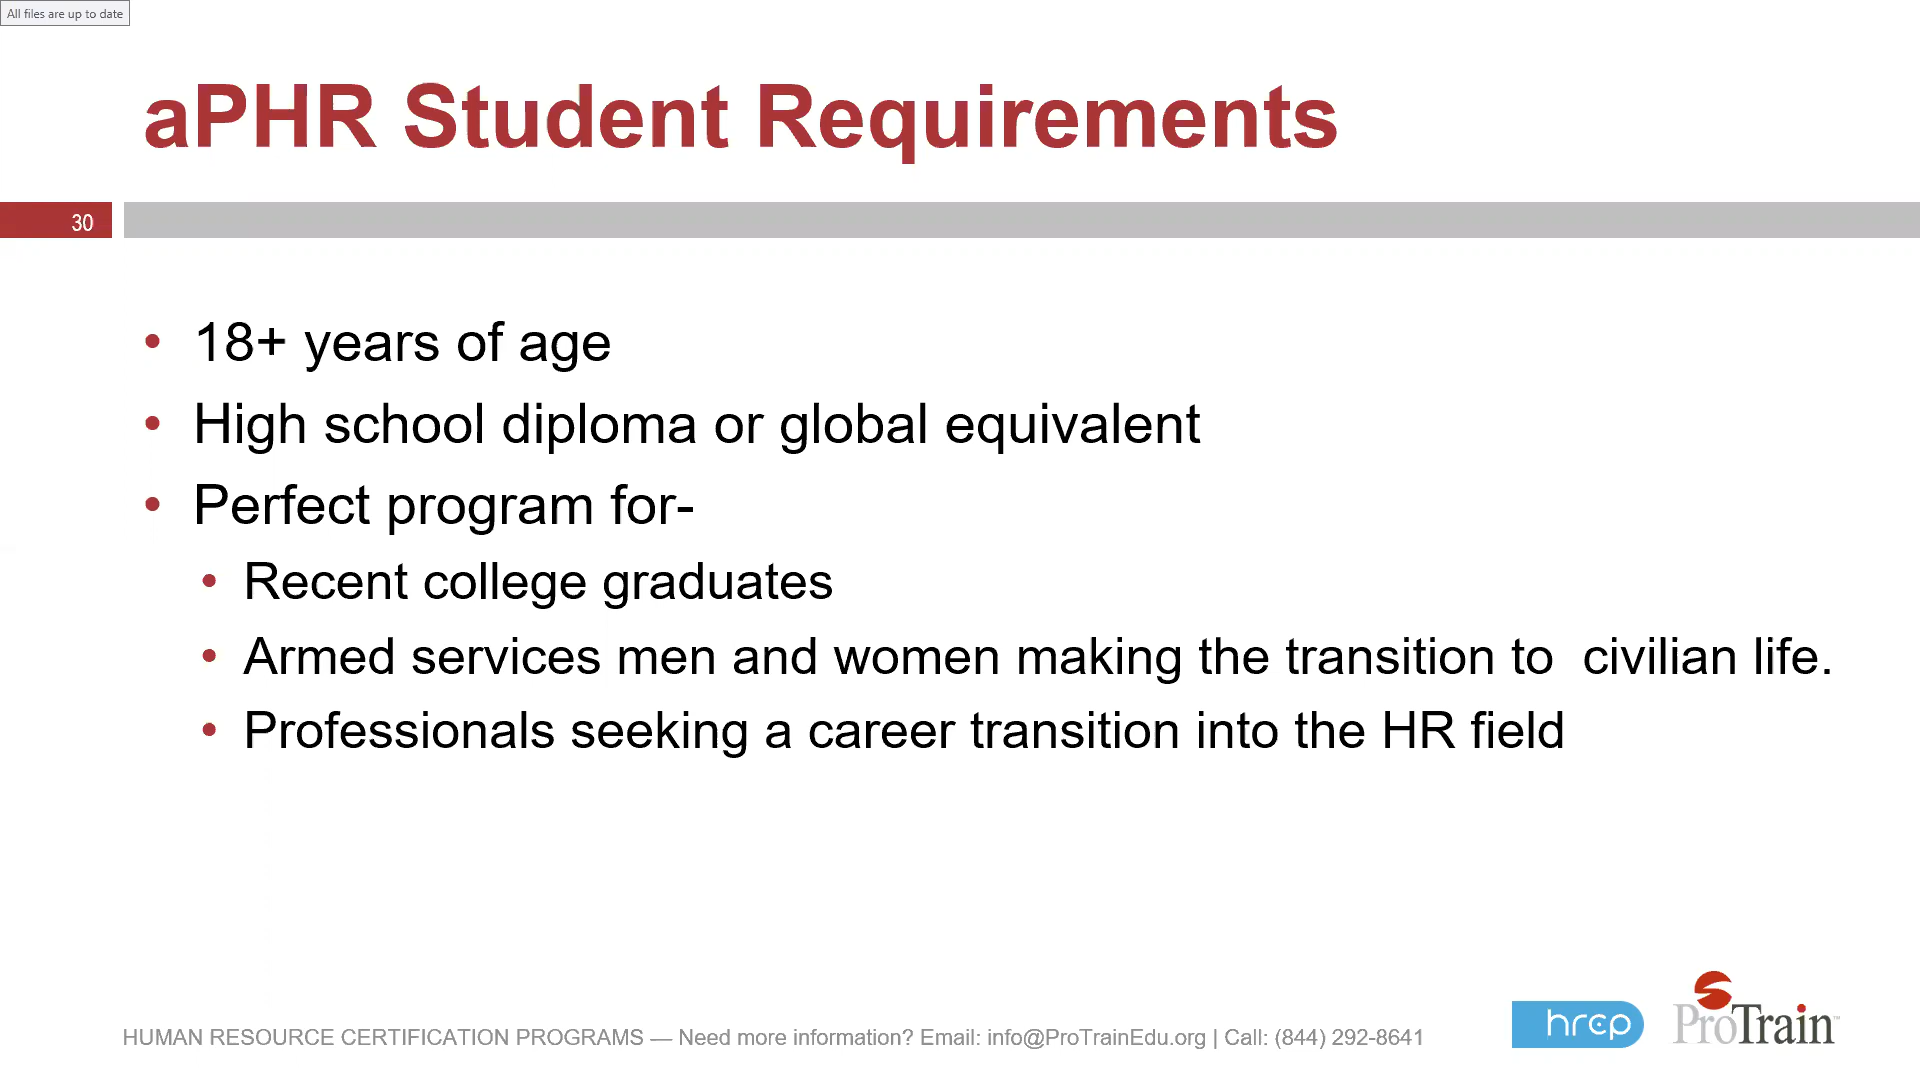 All files are up to date
aPHR Student Requirements
30
• 18+ years of age
• High school diploma or global equivalent
• Perfect program for-
• Recent college graduates
• Armed services men and women making the transition to  civilian life.
• Professionals seeking a career transition into the HR field
HUMAN RESOURCE CERTIFICATION PROGRAMS — Need more information? Email: info@ProTrainEdu.org | Call: (844) 292-8641
hrcp
ProTrain™